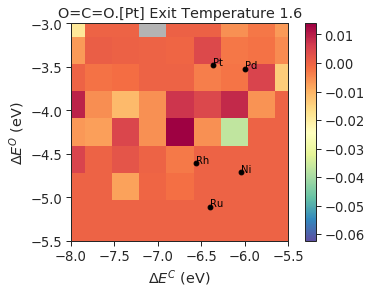 O=C=O.[Pt] Exit Temperature 1.6
−3.0
−3.5
−4.0
−4.5
−5.0
−5.5
ΔE^O (eV)
Pt
Pd
Rh
Ni
Ru
−8.0 −7.5 −7.0 −6.5 −6.0 −5.5
ΔE^C (eV)
0.01
0.00
−0.01
−0.02
−0.03
−0.04
−0.05
−0.06